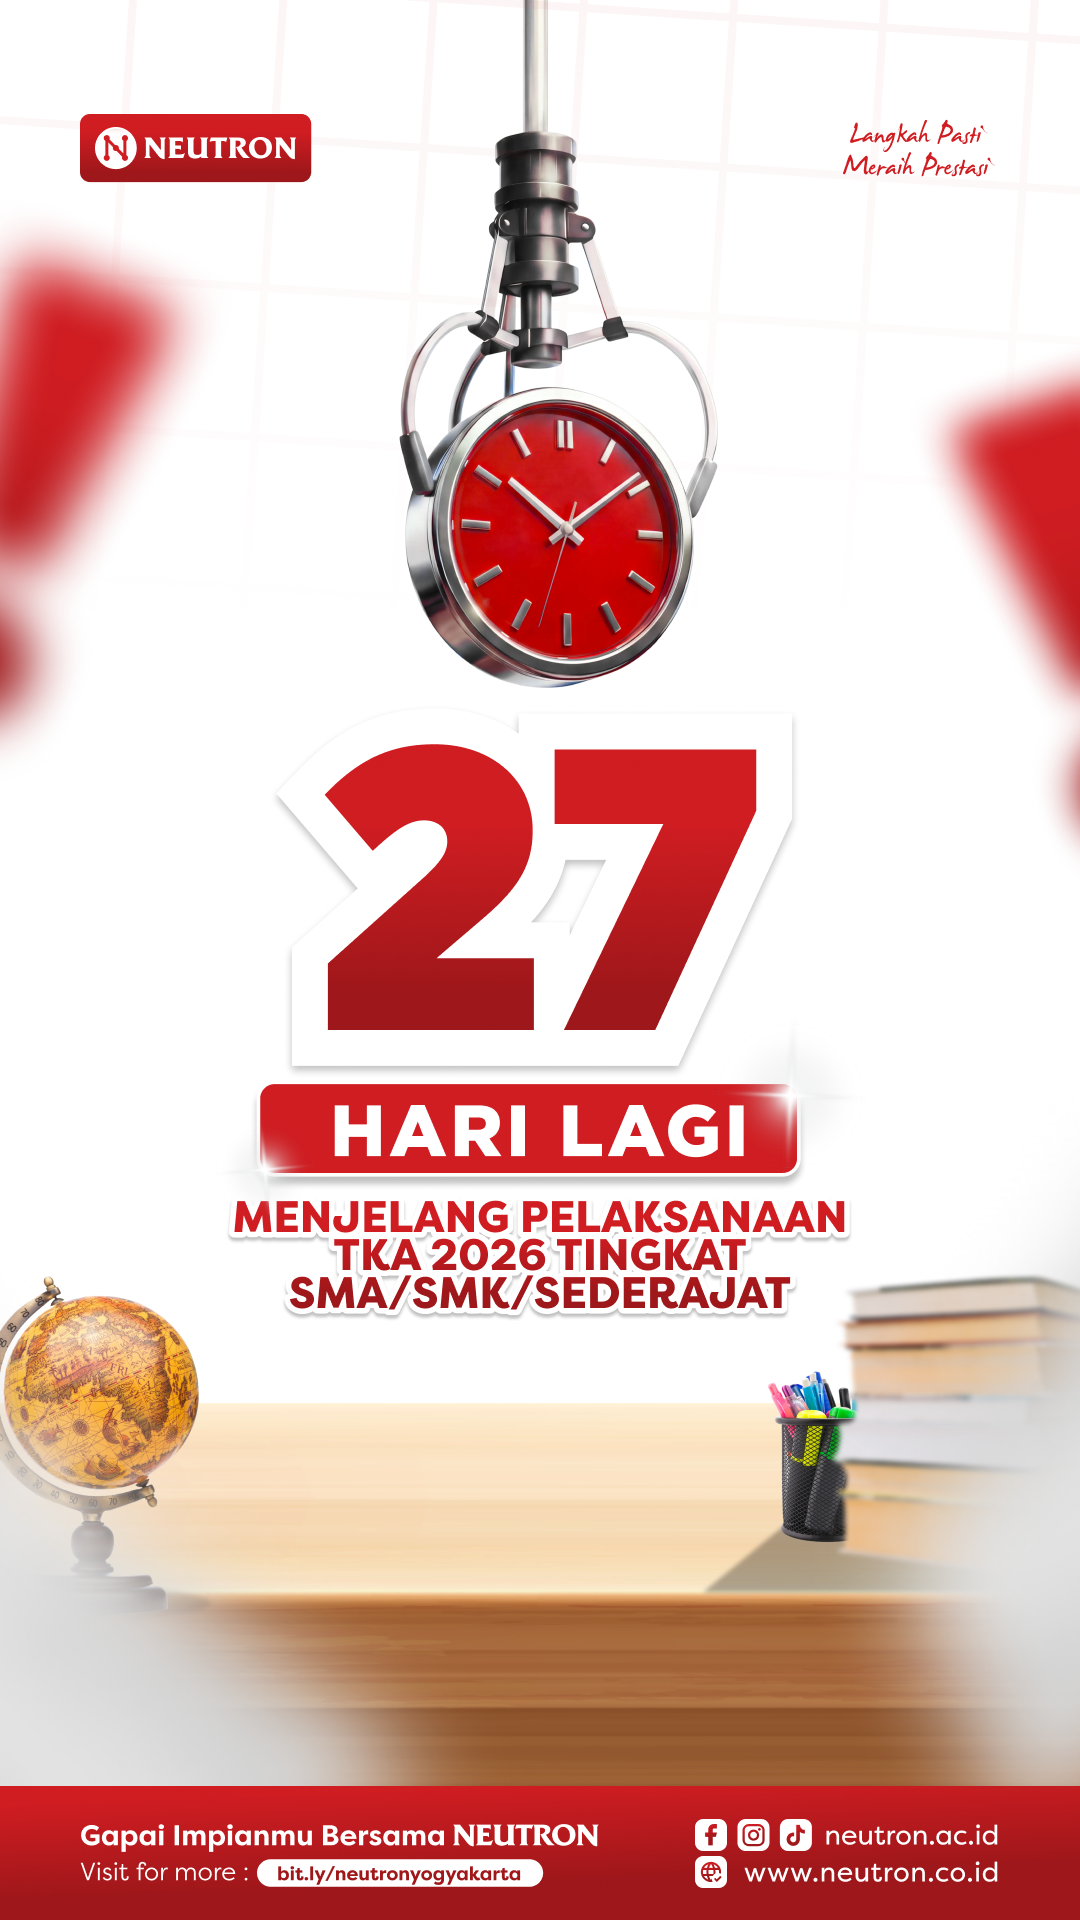 NEUTRON
Langkah Pasti
Meraih Prestasi
27
HARI LAGI
MENJELANG PELAKSANAAN
TKA 2026 TINGKAT
SMA/SMK/SEDERAJAT
Gapai Impianmu Bersama NEUTRON
Visit for more : bit.ly/neutronyogyakarta
neutron.ac.id
www.neutron.co.id